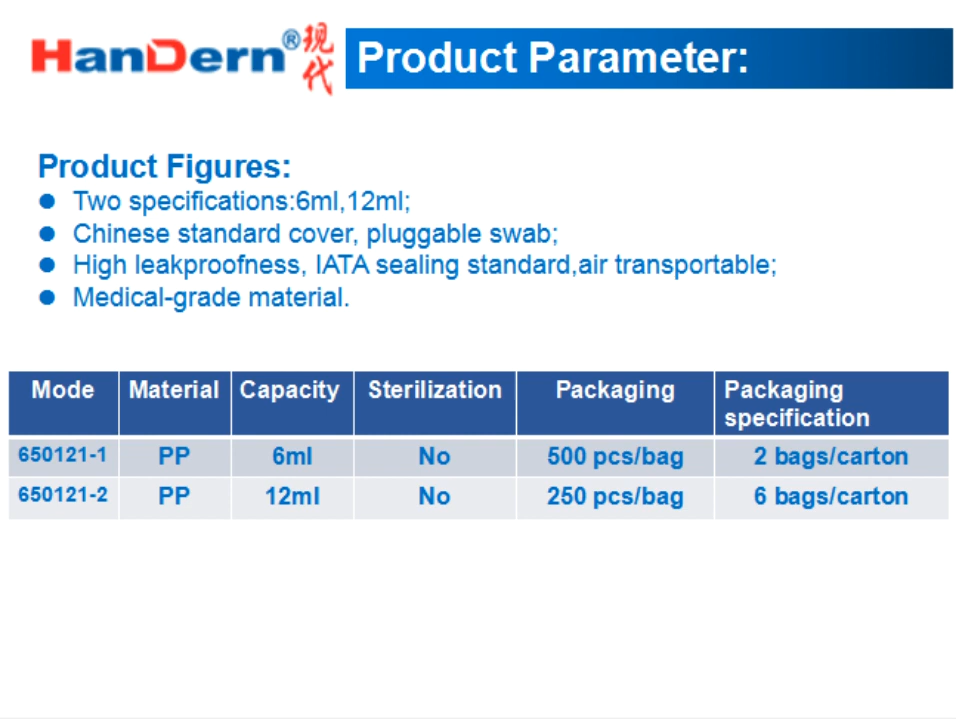 HanDern® 现代
Product Parameter:
Product Figures:
● Two specifications:6ml,12ml;
● Chinese standard cover, pluggable swab;
● High leakproofness, IATA sealing standard,air transportable;
● Medical-grade material.
Mode Material Capacity Sterilization Packaging Packaging specification
650121-1 PP 6ml No 500 pcs/bag 2 bags/carton
650121-2 PP 12ml No 250 pcs/bag 6 bags/carton